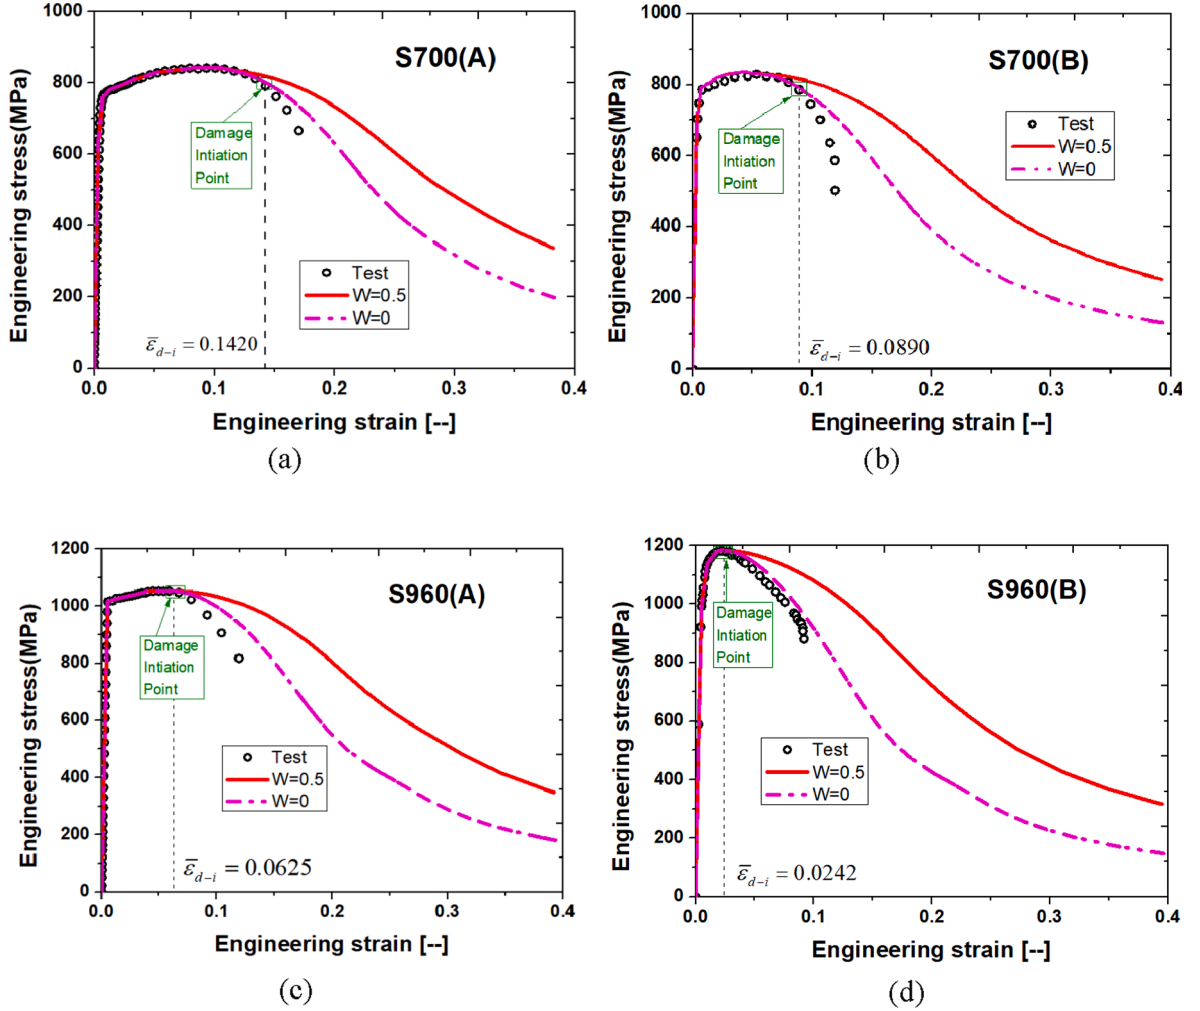 1000
800
600
400
200
0
Engineering stress(MPa)
S700(A)
Damage
Intiation
Point
Test
W=0.5
W=0
ε̅d−i = 0.1420
0.0 0.1 0.2 0.3 0.4
Engineering strain [--]
(a)
1000
800
600
400
200
0
Engineering stress(MPa)
S700(B)
Damage
Intiation
Point
Test
W=0.5
W=0
ε̅d−i = 0.0890
0.0 0.1 0.2 0.3 0.4
Engineering strain [--]
(b)
1200
1000
800
600
400
200
0
Engineering stress(MPa)
S960(A)
Damage
Intiation
Point
Test
W=0.5
W=0
ε̅d−i = 0.0625
0.0 0.1 0.2 0.3 0.4
Engineering strain [--]
(c)
1200
1000
800
600
400
200
0
Engineering stress(MPa)
S960(B)
Damage
Intiation
Point
Test
W=0.5
W=0
ε̅d−i = 0.0242
0.0 0.1 0.2 0.3 0.4
Engineering strain [--]
(d)